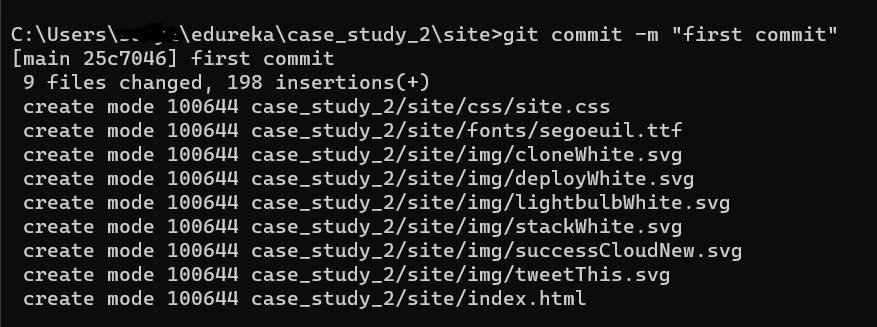 C:\Users\\edureka\case_study_2\site>git commit -m "first commit"
[main 25c7046] first commit
 9 files changed, 198 insertions(+)
 create mode 100644 case_study_2/site/css/site.css
 create mode 100644 case_study_2/site/fonts/segoeuil.ttf
 create mode 100644 case_study_2/site/img/cloneWhite.svg
 create mode 100644 case_study_2/site/img/deployWhite.svg
 create mode 100644 case_study_2/site/img/lightbulbWhite.svg
 create mode 100644 case_study_2/site/img/stackWhite.svg
 create mode 100644 case_study_2/site/img/successCloudNew.svg
 create mode 100644 case_study_2/site/img/tweetThis.svg
 create mode 100644 case_study_2/site/index.html